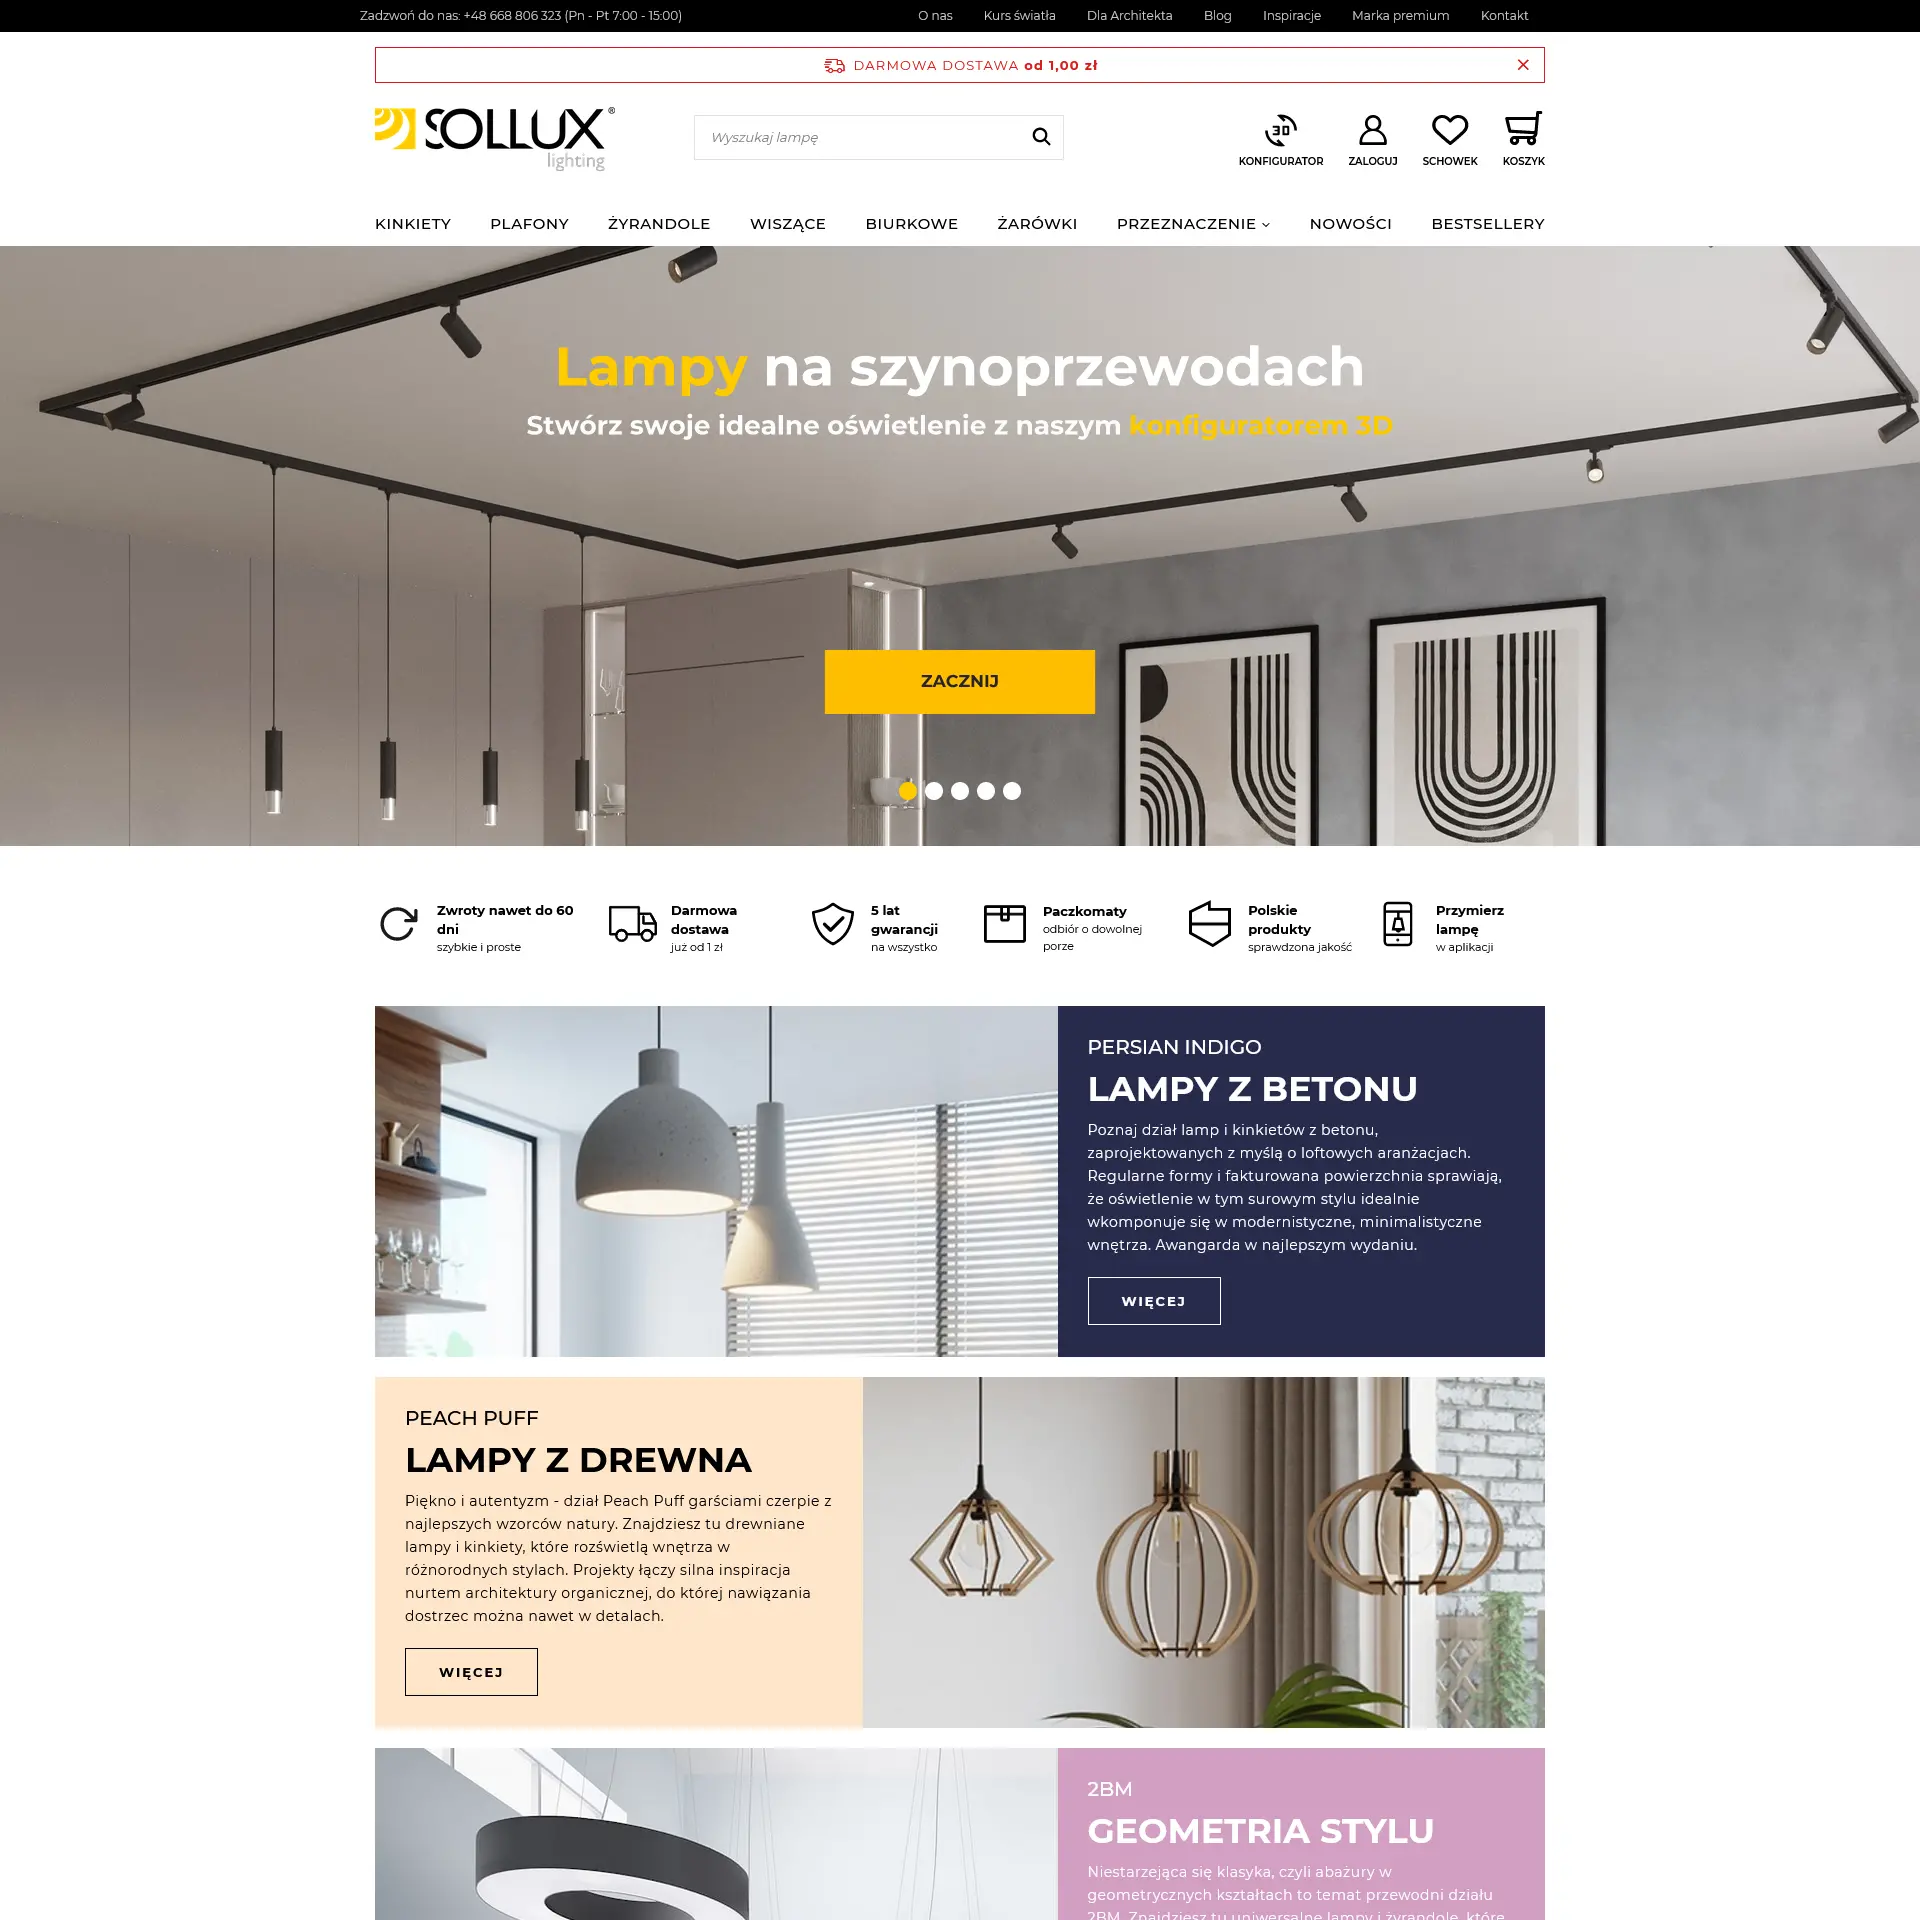 Zadzwoń do nas: +48 668 806 323 (Pn - Pt 7:00 - 15:00)
O nas Kurs światła Dla Architekta Blog Inspiracje Marka premium Kontakt
DARMOWA DOSTAWA od 1,00 zł
SOLLUX®
lighting
Wyszukaj lampę
3D
KONFIGURATOR ZALOGUJ SCHOWEK KOSZYK
KINKIETY PLAFONY ŻYRANDOLE WISZĄCE BIURKOWE ŻARÓWKI PRZEZNACZENIE NOWOŚCI BESTSELLERY
Lampy na szynoprzewodach
Stwórz swoje idealne oświetlenie z naszym konfiguratorem 3D
ZACZNIJ
Zwroty nawet do 60
dni
szybkie i proste
Darmowa
dostawa
już od 1 zł
5 lat
gwarancji
na wszystko
Paczkomaty
odbiór o dowolnej
porze
Polskie
produkty
sprawdzona jakość
Przymierz
lampę
w aplikacji
PERSIAN INDIGO
LAMPY Z BETONU
Poznaj dział lamp i kinkietów z betonu,
zaprojektowanych z myślą o loftowych aranżacjach.
Regularne formy i fakturowana powierzchnia sprawiają,
że oświetlenie w tym surowym stylu idealnie
wkomponuje się w modernistyczne, minimalistyczne
wnętrza. Awangarda w najlepszym wydaniu.
WIĘCEJ
PEACH PUFF
LAMPY Z DREWNA
Piękno i autentyzm - dział Peach Puff garściami czerpie z
najlepszych wzorców natury. Znajdziesz tu drewniane
lampy i kinkiety, które rozświetlą wnętrza w
różnorodnych stylach. Projekty łączy silna inspiracja
nurtem architektury organicznej, do której nawiązania
dostrzec można nawet w detalach.
WIĘCEJ
2BM
GEOMETRIA STYLU
Niestarzejąca się klasyka, czyli abażury w
geometrycznych kształtach to temat przewodni działu
2BM. Znajdziesz tu uniwersalne lampy i żyrandole, które